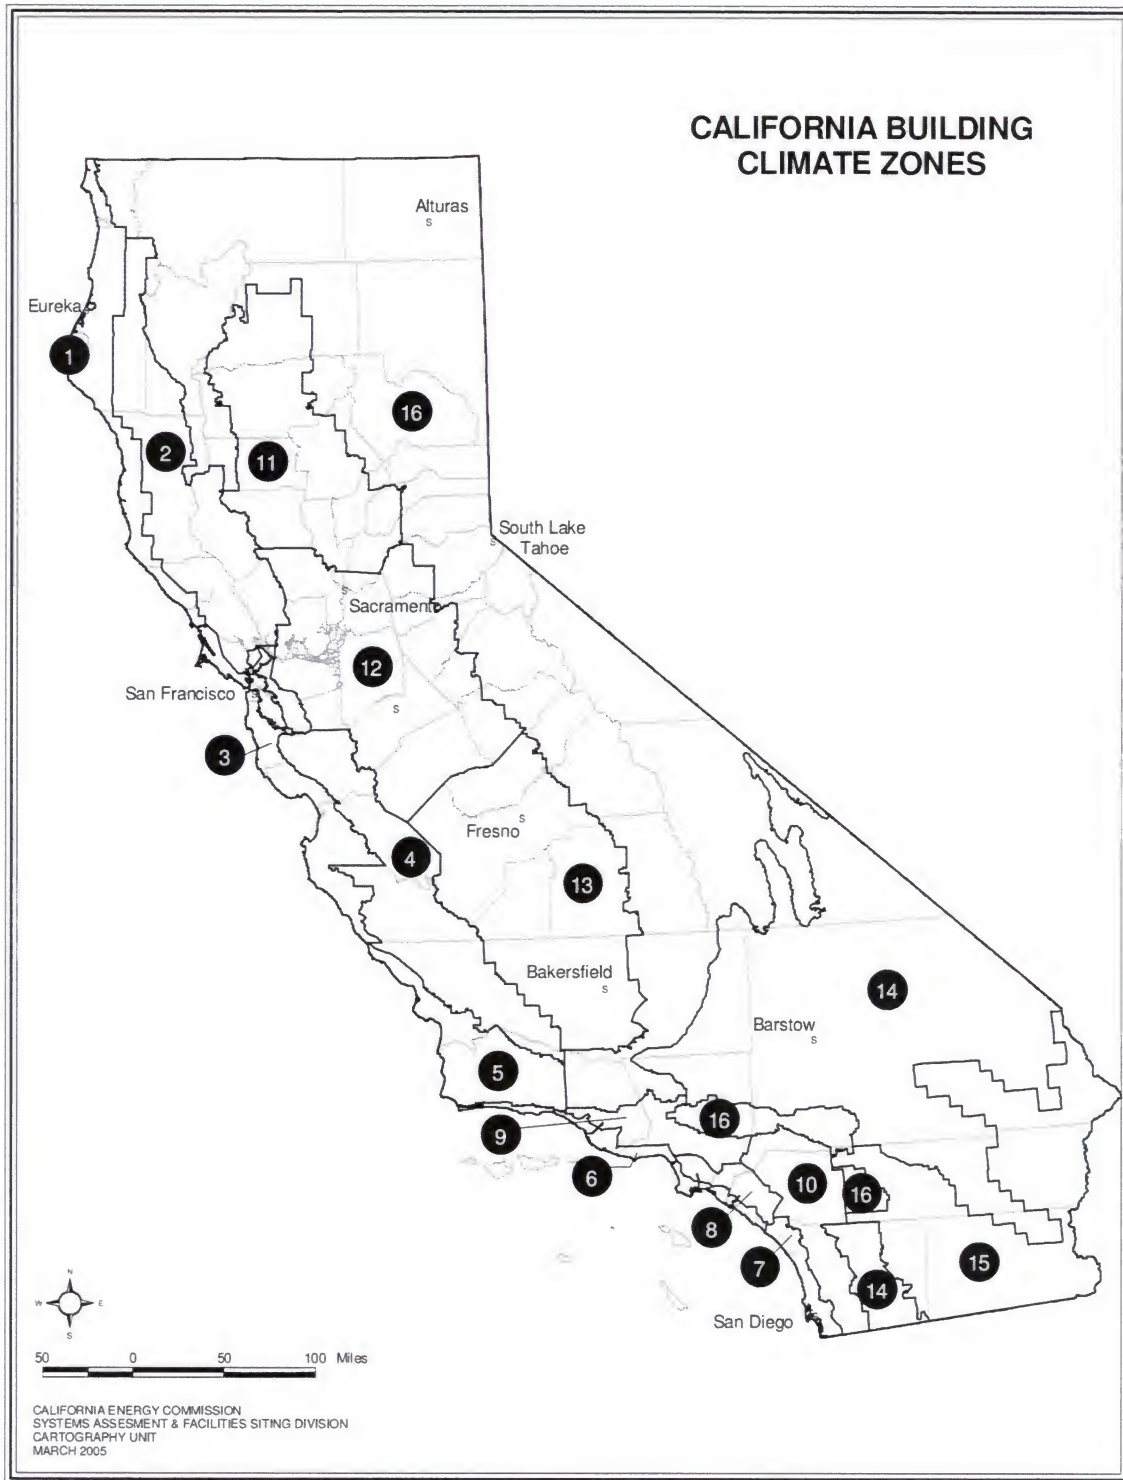 CALIFORNIA BUILDING
CLIMATE ZONES
Alturas
S
Eureka
1
16
2
11
South Lake
Tahoe
S
S
Sacramento
12
San Francisco
S
S
3
Fresno
S
4
13
Bakersfield
S
14
Barstow
S
5
16
9
6
10
16
8
7
15
14
San Diego
S
N
W
E
S
50
0
50
100 Miles
CALIFORNIA ENERGY COMMISSION
SYSTEMS ASSESMENT & FACILITIES SITING DIVISION
CARTOGRAPHY UNIT
MARCH 2005